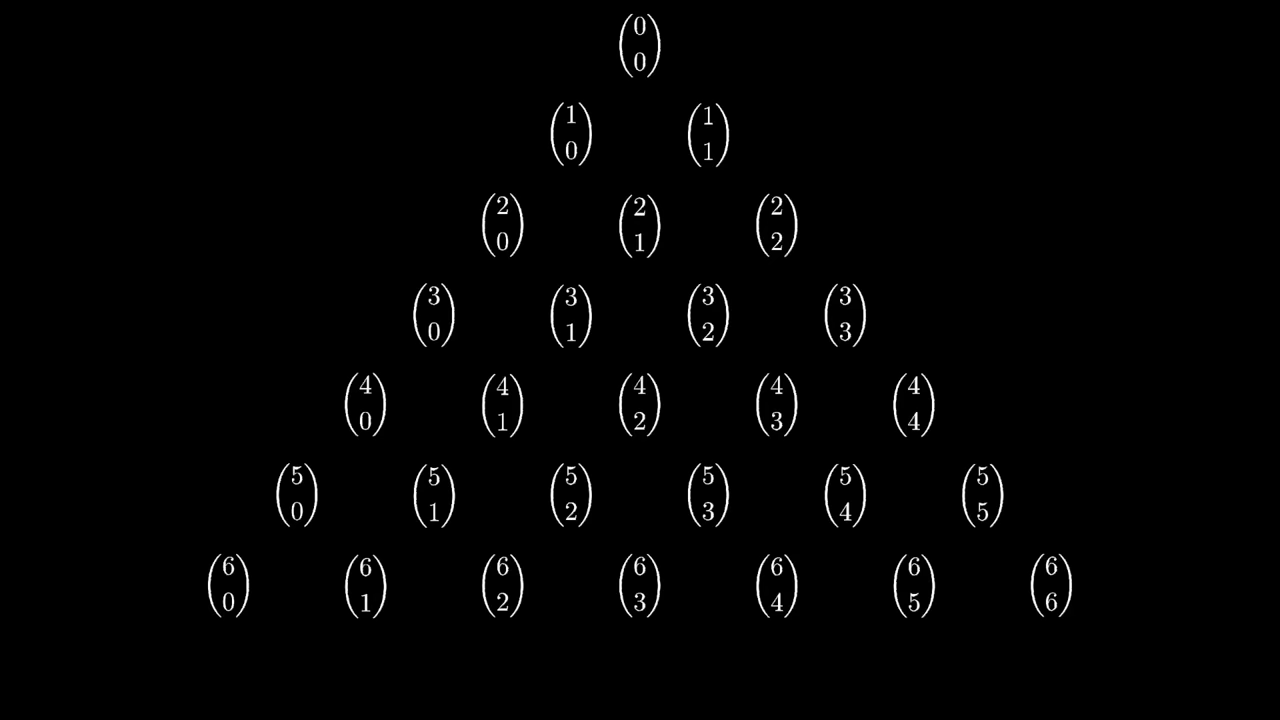 (0 0)
(1 0) (1 1)
(2 0) (2 1) (2 2)
(3 0) (3 1) (3 2) (3 3)
(4 0) (4 1) (4 2) (4 3) (4 4)
(5 0) (5 1) (5 2) (5 3) (5 4) (5 5)
(6 0) (6 1) (6 2) (6 3) (6 4) (6 5) (6 6)